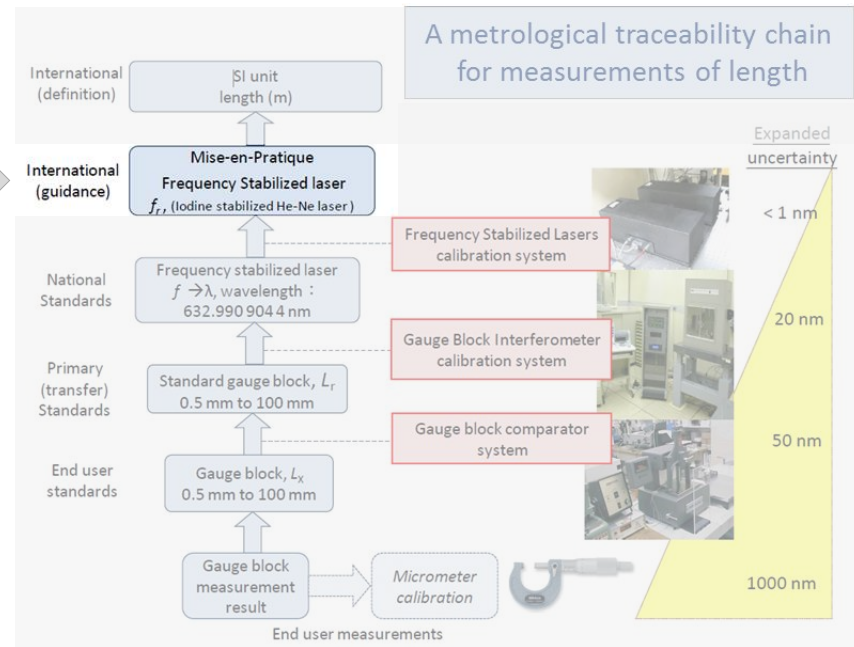 A metrological traceability chain
for measurements of length
International
(definition)
SI unit
length (m)
Expanded
uncertainty
International
(guidance)
Mise-en-Pratique
Frequency Stabilized laser
fr, (Iodine stabilized He-Ne laser)
< 1 nm
Frequency Stabilized Lasers
calibration system
National
Standards
Frequency stabilized laser
f →λ, wavelength :
632.990 904 4 nm
20 nm
Gauge Block Interferometer
calibration system
Primary
(transfer)
Standards
Standard gauge block, Lr
0.5 mm to 100 mm
Gauge block comparator
system
50 nm
End user
standards
Gauge block, Lx
0.5 mm to 100 mm
Gauge block
measurement
result
Micrometer
calibration
1000 nm
End user measurements